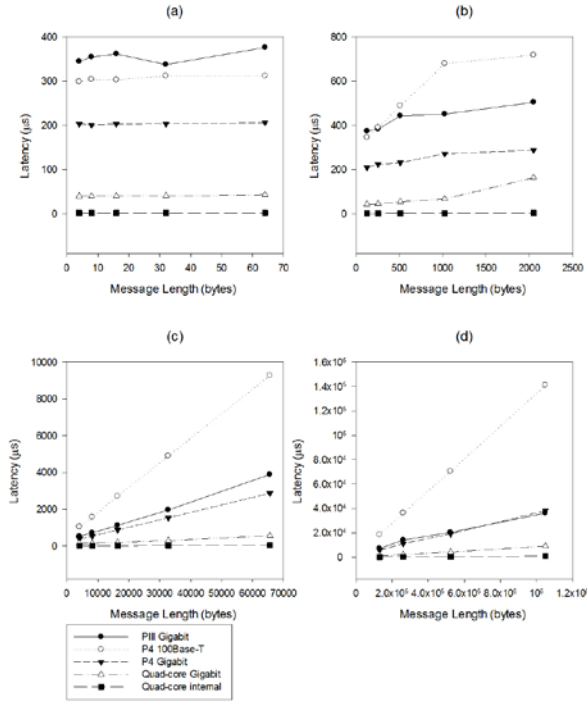 (a)
400
300
200
100
0
Latency (μs)
0 10 20 30 40 50 60 70
Message Length (bytes)
(b)
800
600
400
200
0
Latency (μs)
0 500 1000 1500 2000 2500
Message Length (bytes)
(c)
10000
8000
6000
4000
2000
0
Latency (μs)
0 10000 20000 30000 40000 50000 60000 70000
Message Length (bytes)
(d)
1.6x10⁵
1.4x10⁵
1.2x10⁵
10⁵
8.0x10⁴
6.0x10⁴
4.0x10⁴
2.0x10⁴
0
Latency (μs)
0 2.0x10⁵ 4.0x10⁵ 6.0x10⁵ 8.0x10⁵ 10⁶ 1.2x10⁶
Message Length (bytes)
PIII Gigabit
P4 100Base-T
P4 Gigabit
Quad-core Gigabit
Quad-core internal